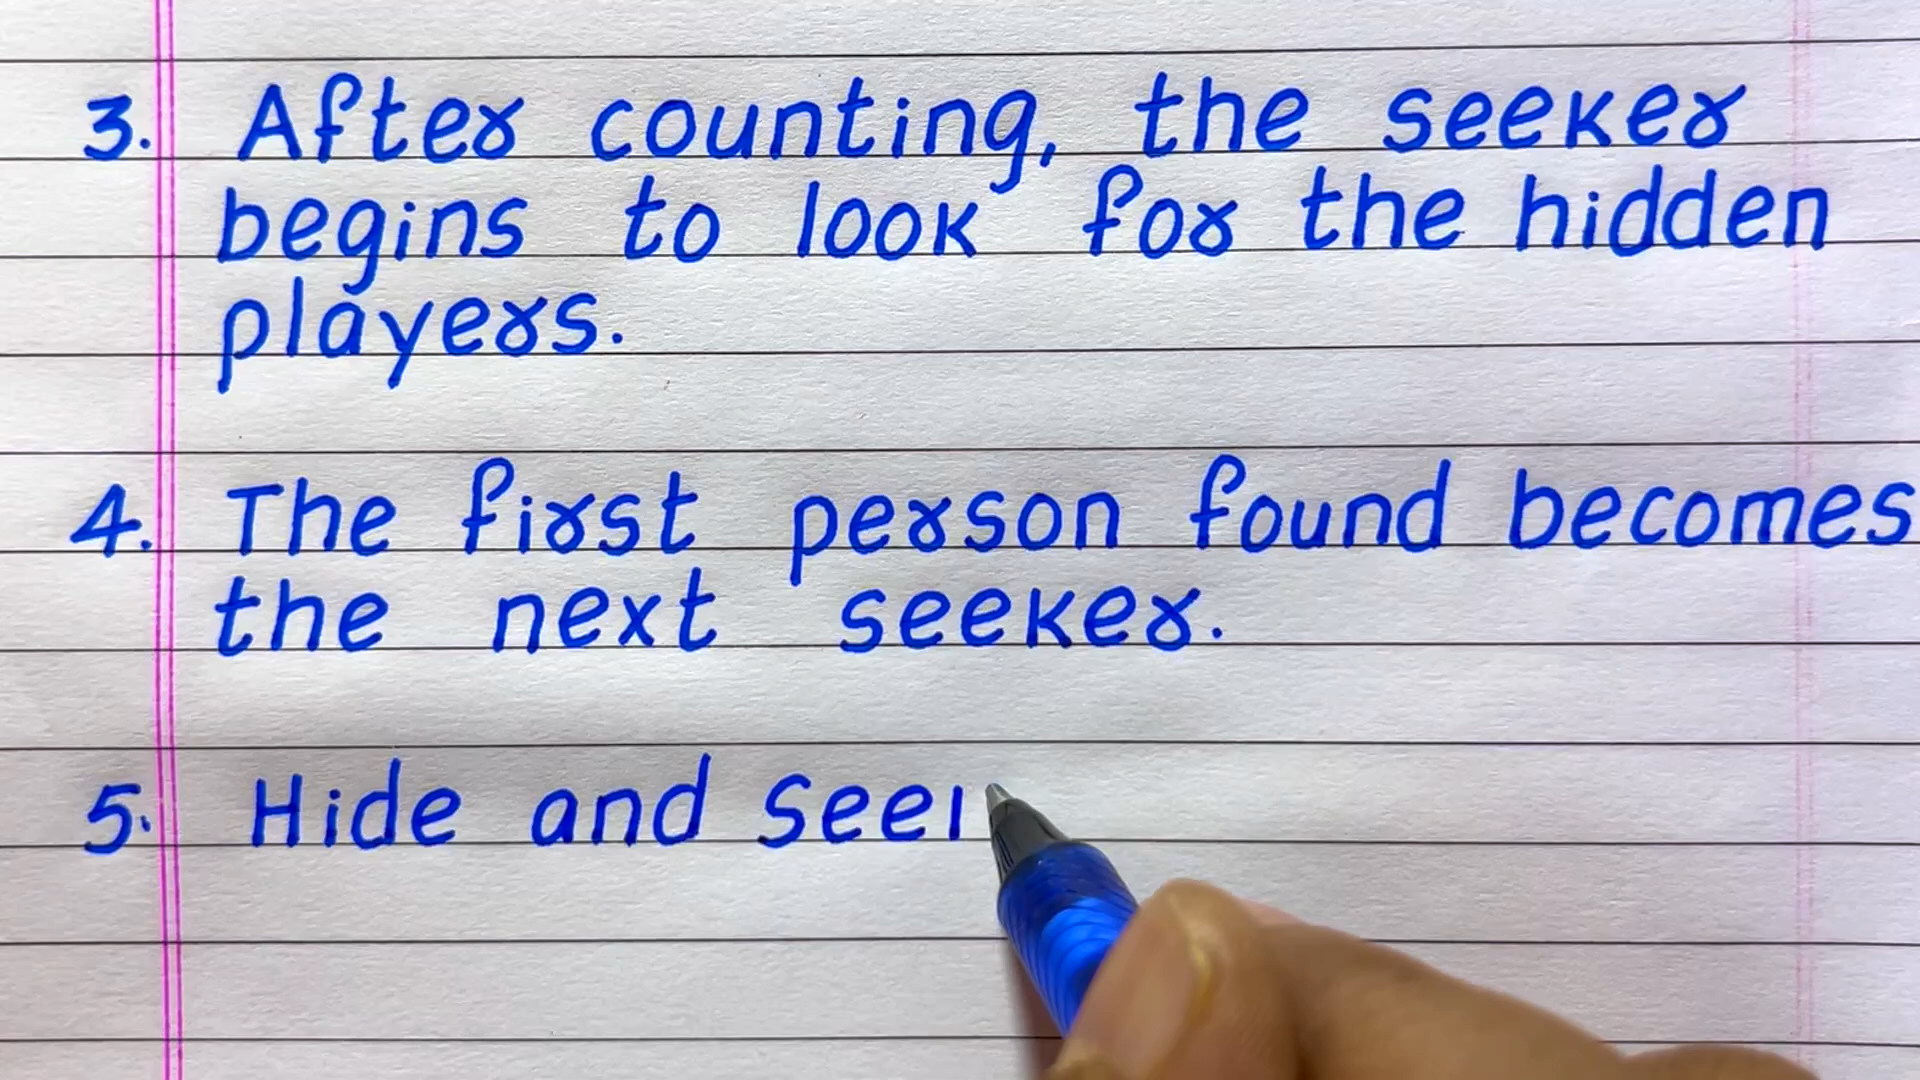 3. After counting, the seeker
begins to look for the hidden
players.
4. The first person found becomes
the next seeker.
5. Hide and